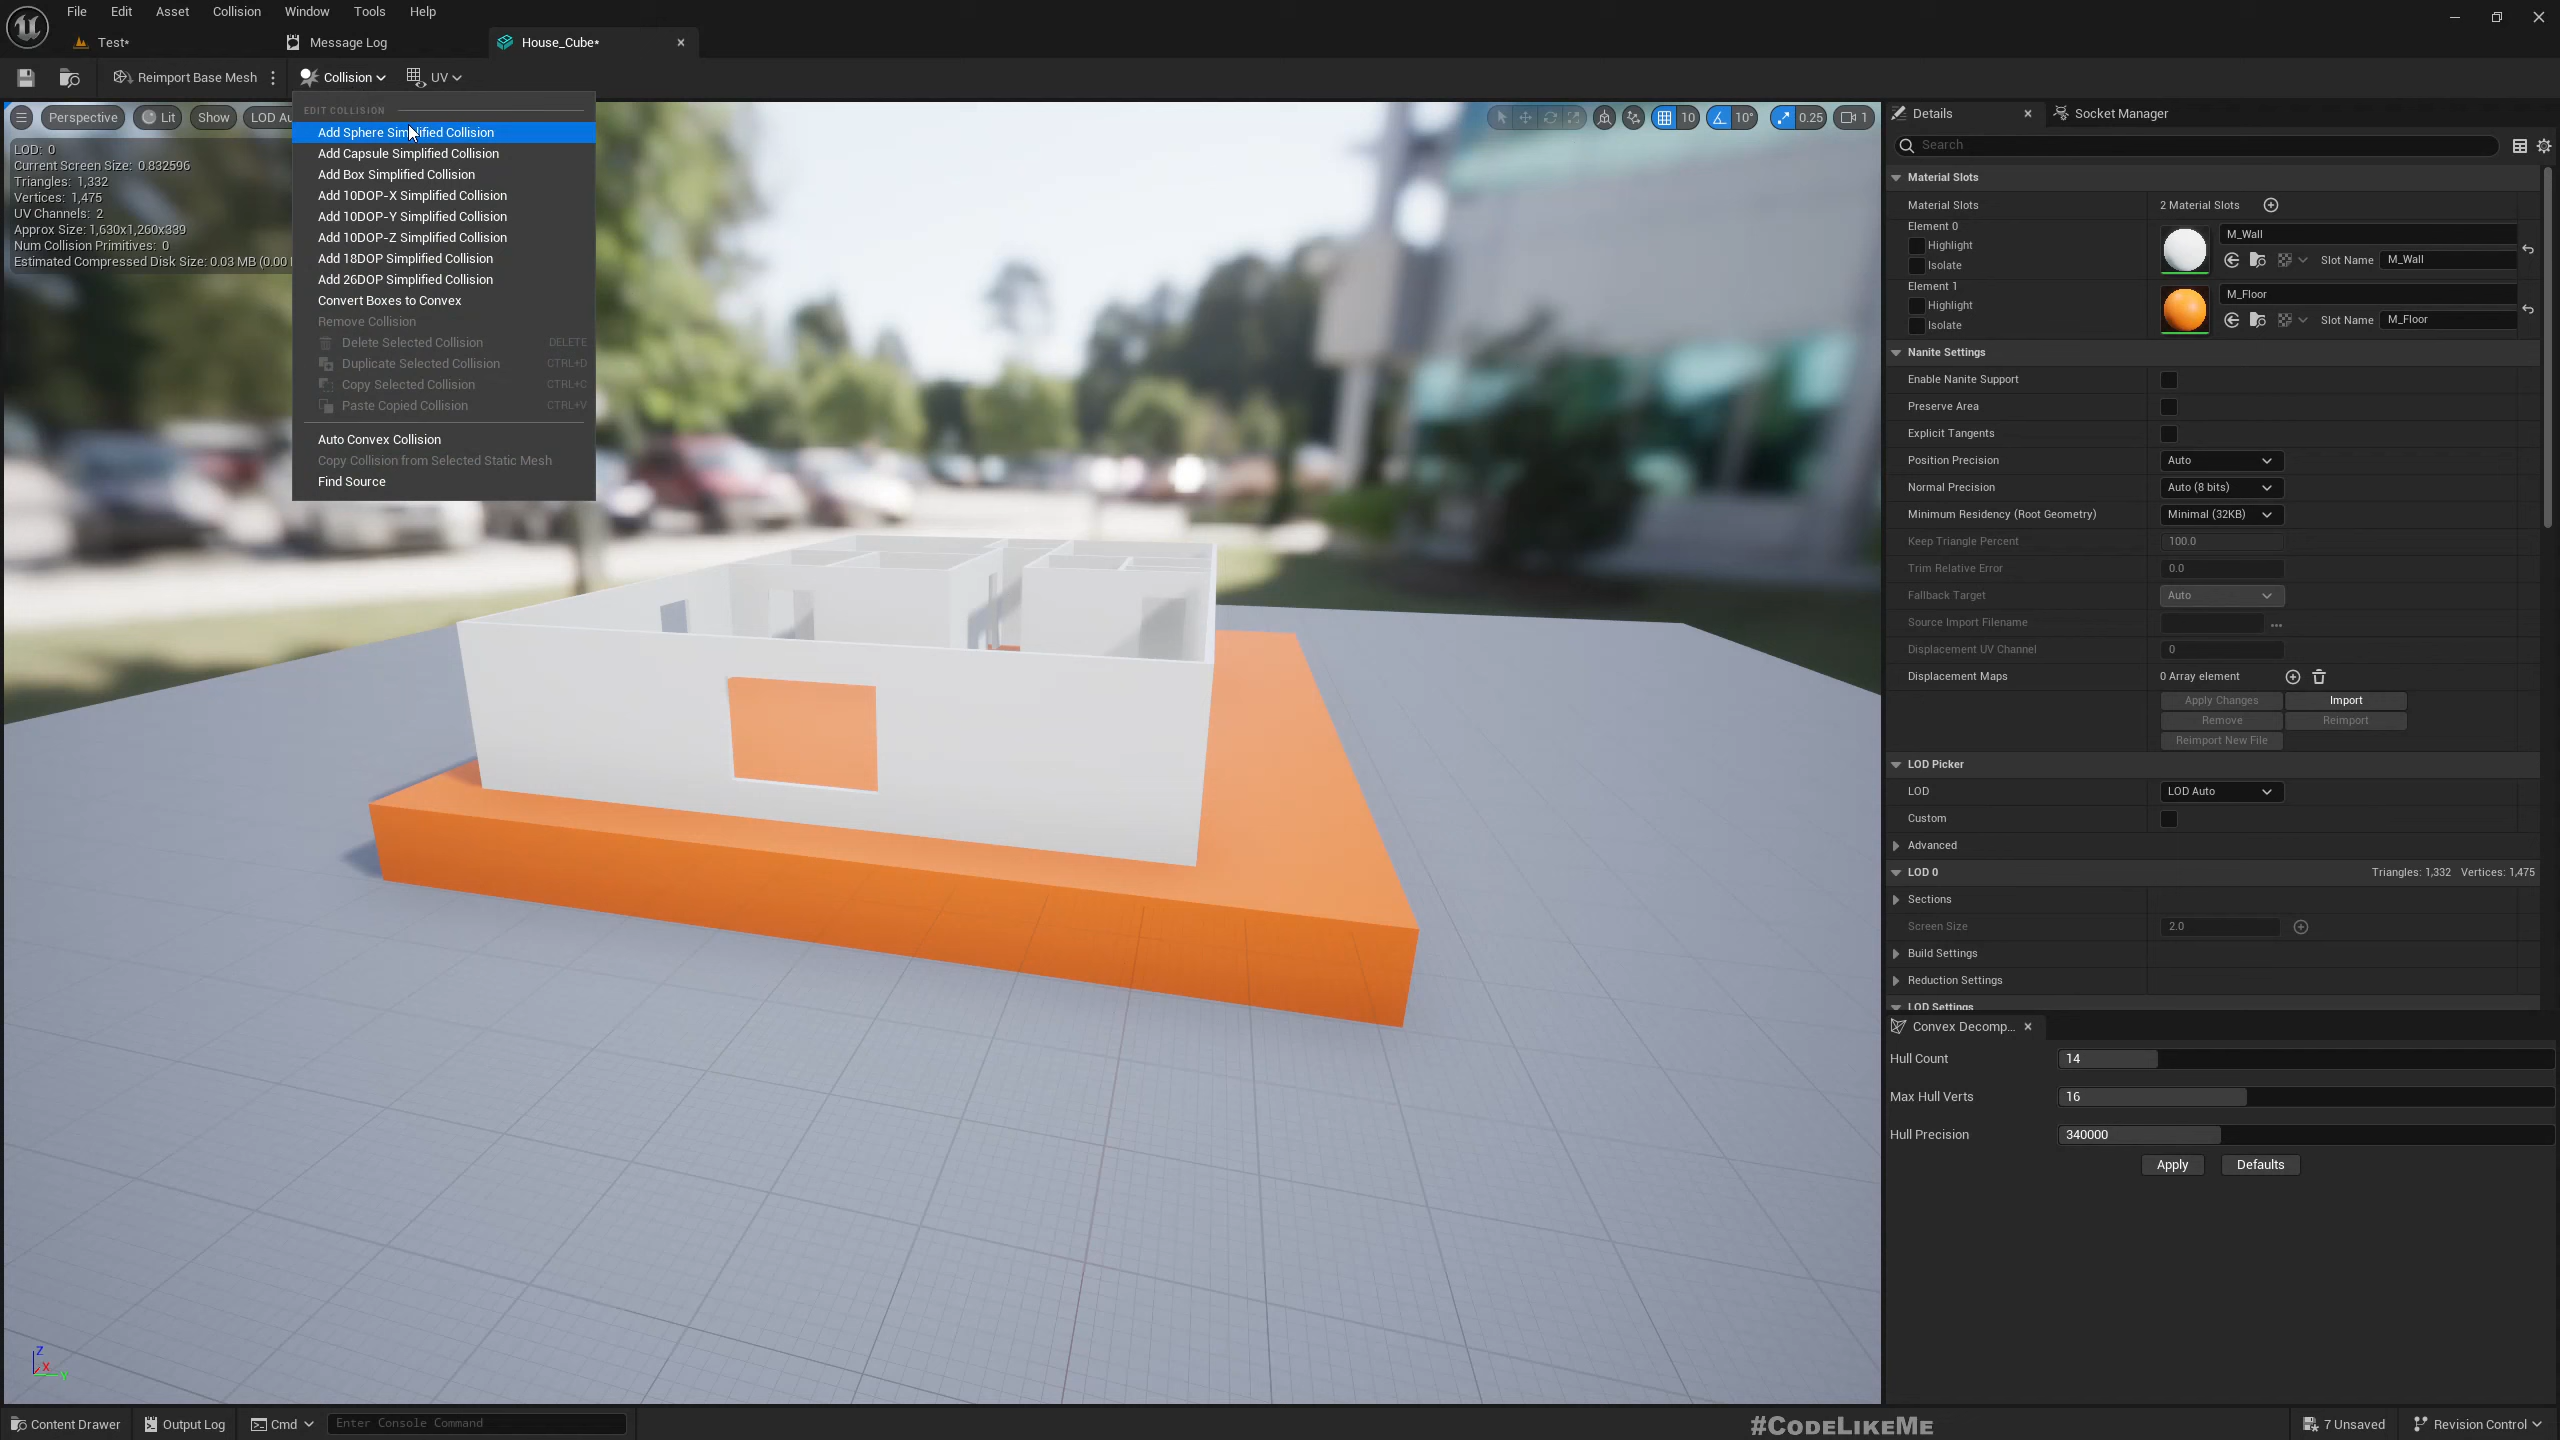 File Edit Asset Collision Window Tools Help
Test* Message Log House_Cube*
Reimport Base Mesh Collision UV
Perspective Lit Show LOD Au
10 10° 0.25 1
LOD: 0
Current Screen Size: 0.832596
Triangles: 1,332
Vertices: 1,475
UV Channels: 2
Approx Size: 1,630x1,260x339
Num Collision Primitives: 0
Estimated Compressed Disk Size: 0.03 MB (0.00
EDIT COLLISION
Add Sphere Simplified Collision
Add Capsule Simplified Collision
Add Box Simplified Collision
Add 10DOP-X Simplified Collision
Add 10DOP-Y Simplified Collision
Add 10DOP-Z Simplified Collision
Add 18DOP Simplified Collision
Add 26DOP Simplified Collision
Convert Boxes to Convex
Remove Collision
Delete Selected Collision DELETE
Duplicate Selected Collision CTRL+D
Copy Selected Collision CTRL+C
Paste Copied Collision CTRL+V
Auto Convex Collision
Copy Collision from Selected Static Mesh
Find Source
Z
X
Y
Details Socket Manager
Search
Material Slots
Material Slots 2 Material Slots
Element 0
Highlight
Isolate
M_Wall
Slot Name M_Wall
Element 1
Highlight
Isolate
M_Floor
Slot Name M_Floor
Nanite Settings
Enable Nanite Support
Preserve Area
Explicit Tangents
Position Precision Auto
Normal Precision Auto (8 bits)
Minimum Residency (Root Geometry) Minimal (32KB)
Keep Triangle Percent 100.0
Trim Relative Error 0.0
Fallback Target Auto
Source Import Filename ...
Displacement UV Channel 0
Displacement Maps 0 Array element
Apply Changes Import
Remove Reimport
Reimport New File
LOD Picker
LOD LOD Auto
Custom
Advanced
LOD 0 Triangles: 1,332 Vertices: 1,475
Sections
Screen Size 2.0
Build Settings
Reduction Settings
LOD Settings
Convex Decomp...
Hull Count 14
Max Hull Verts 16
Hull Precision 340000
Apply Defaults
Content Drawer Output Log Cmd Enter Console Command
#CodeLikeMe
7 Unsaved Revision Control